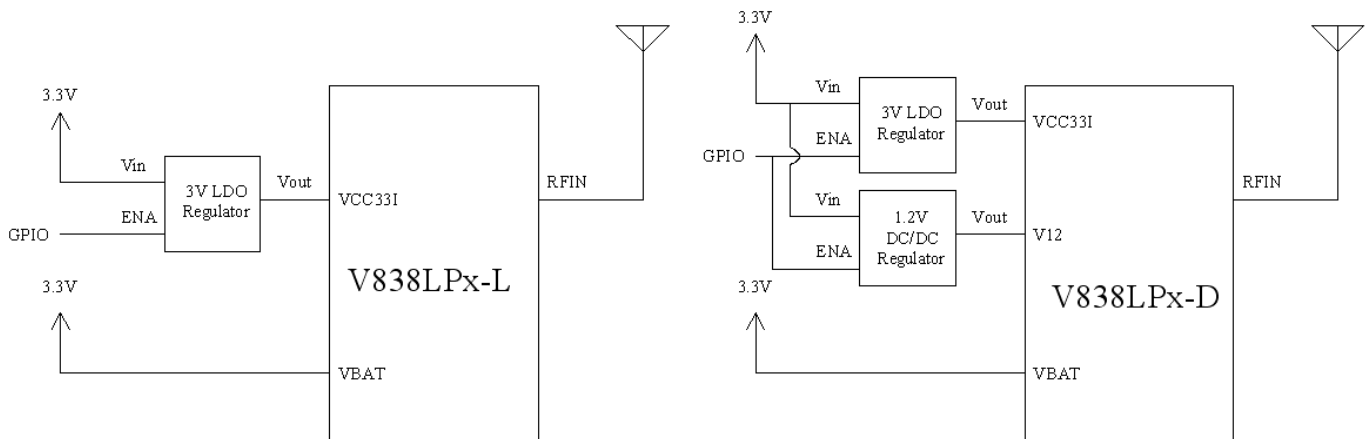 3.3V
Vin
3V LDO
Regulator
Vout
VCC33I
ENA
GPIO
RFIN
V838LPx-L
3.3V
VBAT
3.3V
Vin
3V LDO
Regulator
Vout
VCC33I
ENA
GPIO
RFIN
Vin
1.2V
DC/DC
Regulator
Vout
V12
ENA
V838LPx-D
3.3V
VBAT